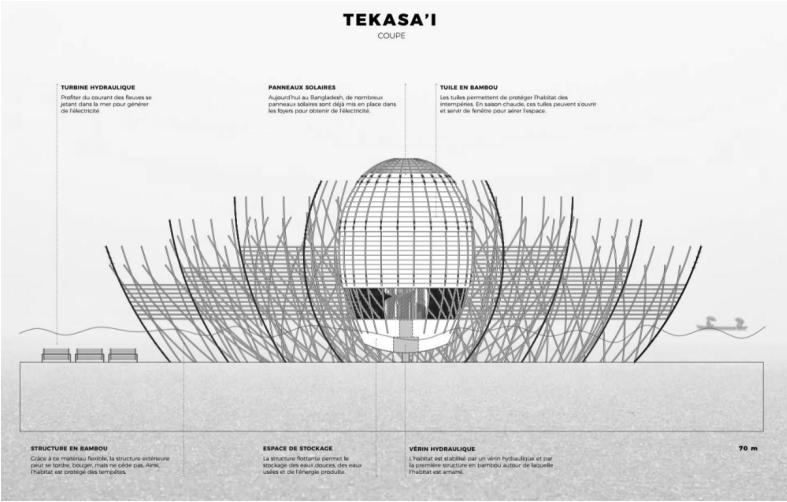 TEKASA'I
COUPE
TURBINE HYDRAULIQUE
Profiter du courant des fleuves se
jetant dans la mer pour générer
de l'électricité
PANNEAUX SOLAIRES
Aujourd'hui au Bangladesh, de nombreux
panneaux solaires sont déjà mis en place dans
les foyers pour obtenir de l'électricité.
TUILE EN BAMBOU
Les tuiles permettent de protéger l'habitat des
intempéries. En saison chaude, ces tuiles peuvent s'ouvrir
et servir de fenêtre pour aérer l'espace.
STRUCTURE EN BAMBOU
Grâce à ce matériau flexible, la structure extérieure
peut se tordre, bouger, mais ne cède pas. Ainsi,
l'habitat est protégé des tempêtes.
ESPACE DE STOCKAGE
La structure flottante permet le
stockage des eaux douces, des eaux
usées et de l'énergie produite.
VÉRIN HYDRAULIQUE
L'habitat est stabilisé par un vérin hydraulique et par
la première structure en bambou autour de laquelle
l'habitat est amarré.
70 m